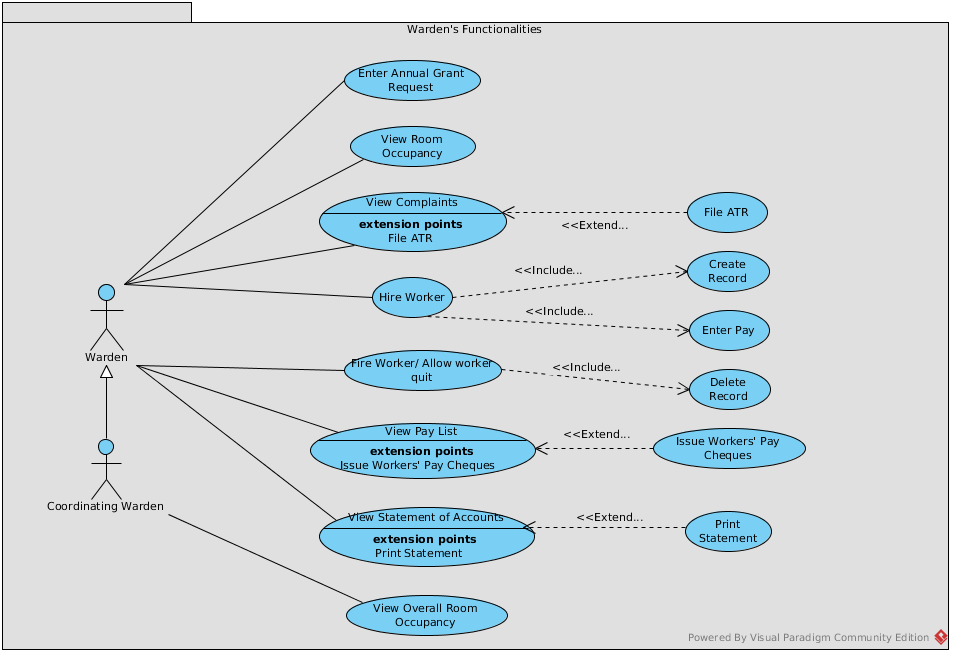 Warden's Functionalities
Enter Annual Grant
Request
View Room
Occupancy
View Complaints
extension points
File ATR
<<Extend...
File ATR
Hire Worker
<<Include...
Create
Record
<<Include...
Enter Pay
Warden
Fire Worker/ Allow worker
quit
<<Include...
Delete
Record
View Pay List
extension points
Issue Workers' Pay Cheques
<<Extend...
Issue Workers' Pay
Cheques
Coordinating Warden
View Statement of Accounts
extension points
Print Statement
<<Extend...
Print
Statement
View Overall Room
Occupancy
Powered By Visual Paradigm Community Edition